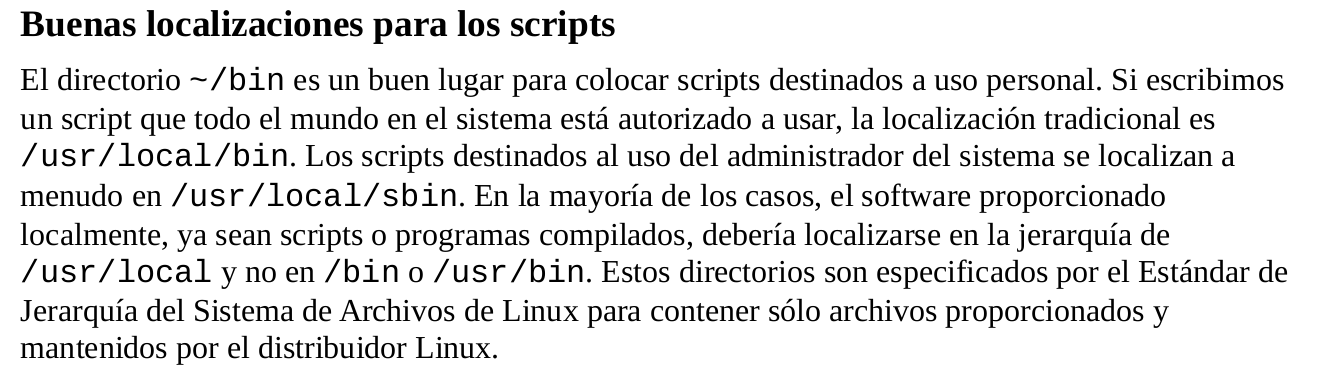 Buenas localizaciones para los scripts
El directorio ~/bin es un buen lugar para colocar scripts destinados a uso personal. Si escribimos
un script que todo el mundo en el sistema está autorizado a usar, la localización tradicional es
/usr/local/bin. Los scripts destinados al uso del administrador del sistema se localizan a
menudo en /usr/local/sbin. En la mayoría de los casos, el software proporcionado
localmente, ya sean scripts o programas compilados, debería localizarse en la jerarquía de
/usr/local y no en /bin o /usr/bin. Estos directorios son especificados por el Estándar de
Jerarquía del Sistema de Archivos de Linux para contener sólo archivos proporcionados y
mantenidos por el distribuidor Linux.